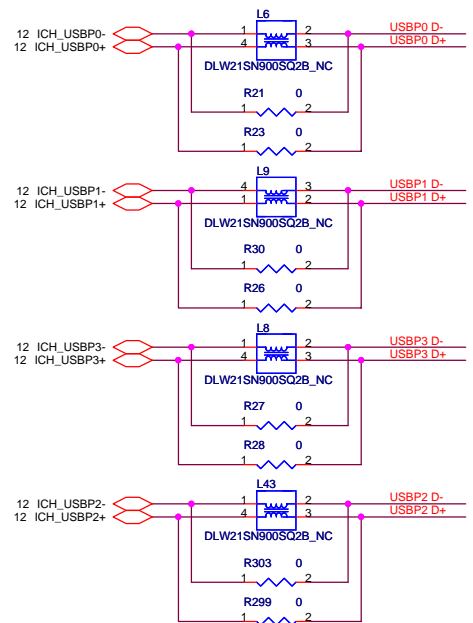 L6
12 ICH_USBP0- 1 2 USBP0 D-
12 ICH_USBP0+ 4 3 USBP0 D+
DLW21SN900SQ2B_NC
R21 0
1 2
R23 0
1 2
L9
12 ICH_USBP1- 4 3 USBP1 D-
12 ICH_USBP1+ 1 2 USBP1 D+
DLW21SN900SQ2B_NC
R30 0
1 2
R26 0
1 2
L8
12 ICH_USBP3- 1 2 USBP3 D-
12 ICH_USBP3+ 4 3 USBP3 D+
DLW21SN900SQ2B_NC
R27 0
1 2
R28 0
1 2
L43
12 ICH_USBP2- 1 2 USBP2 D-
12 ICH_USBP2+ 4 3 USBP2 D+
DLW21SN900SQ2B_NC
R303 0
1 2
R299 0
1 2